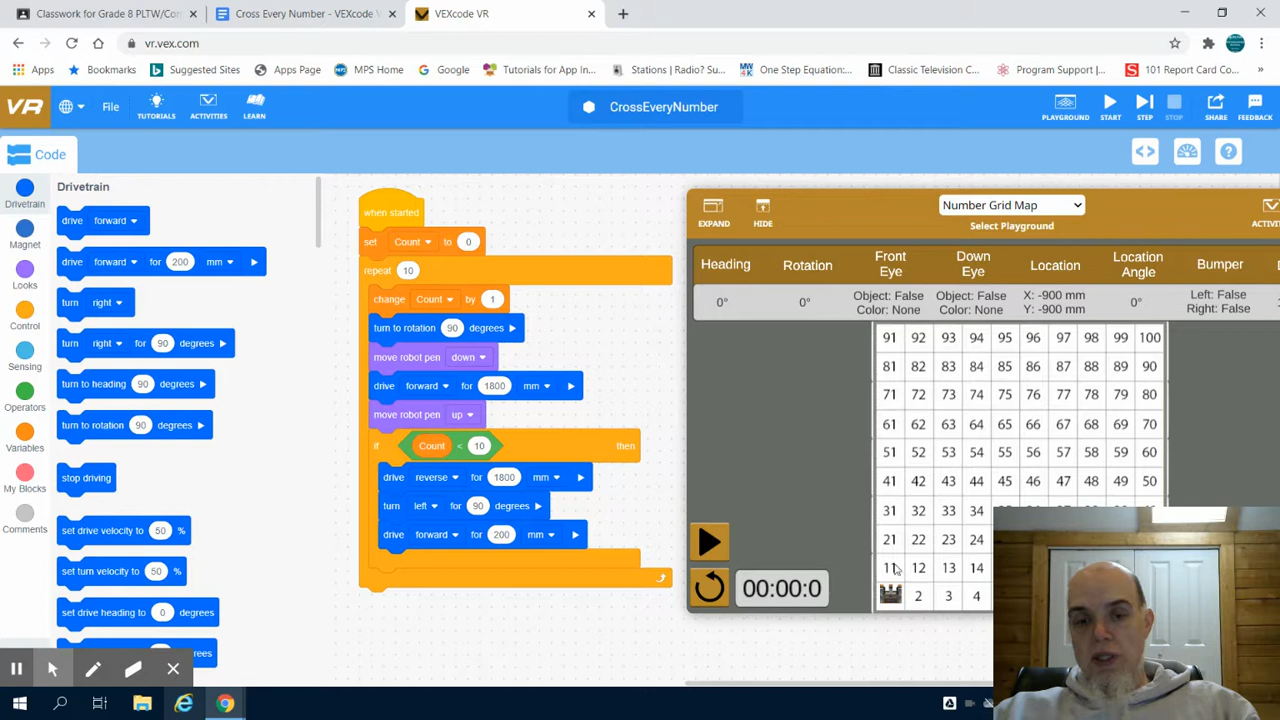 Classwork for Grade 8 PLTW/Con
Cross Every Number - VEXcode V
VEXcode VR
vr.vex.com
Apps
Bookmarks
Suggested Sites
Apps Page
MPS Home
Google
Tutorials for App In...
Stations | Radio? Su...
One Step Equation:...
Classic Television C...
Program Support |...
101 Report Card Co...
VR
File
TUTORIALS
ACTIVITIES
LEARN
CrossEveryNumber
PLAYGROUND
START
STEP
STOP
SHARE
FEEDBACK
Code
Drivetrain
Magnet
Looks
Control
Sensing
Operators
Variables
My Blocks
Comments
Drivetrain
drive forward
drive forward for 200 mm
turn right
turn right for 90 degrees
turn to heading 90 degrees
turn to rotation 90 degrees
stop driving
set drive velocity to 50 %
set turn velocity to 50 %
set drive heading to 0 degrees
when started
set Count to 0
repeat 10
change Count by 1
turn to rotation 90 degrees
move robot pen down
drive forward for 1800 mm
move robot pen up
if Count < 10 then
drive reverse for 1800 mm
turn left for 90 degrees
drive forward for 200 mm
EXPAND
HIDE
Number Grid Map
Select Playground
Heading Rotation Front Eye Down Eye Location Location Angle Bumper
0° 0° Object: False Color: None Object: False Color: None X: -900 mm Y: -900 mm 0° Left: False Right: False
91 92 93 94 95 96 97 98 99 100
81 82 83 84 85 86 87 88 89 90
71 72 73 74 75 76 77 78 79 80
61 62 63 64 65 66 67 68 69 70
51 52 53 54 55 56 57 58 59 60
41 42 43 44 45 46 47 48 49 50
31 32 33 34
21 22 23 24
11 12 13 14
2 3 4
00:00:0